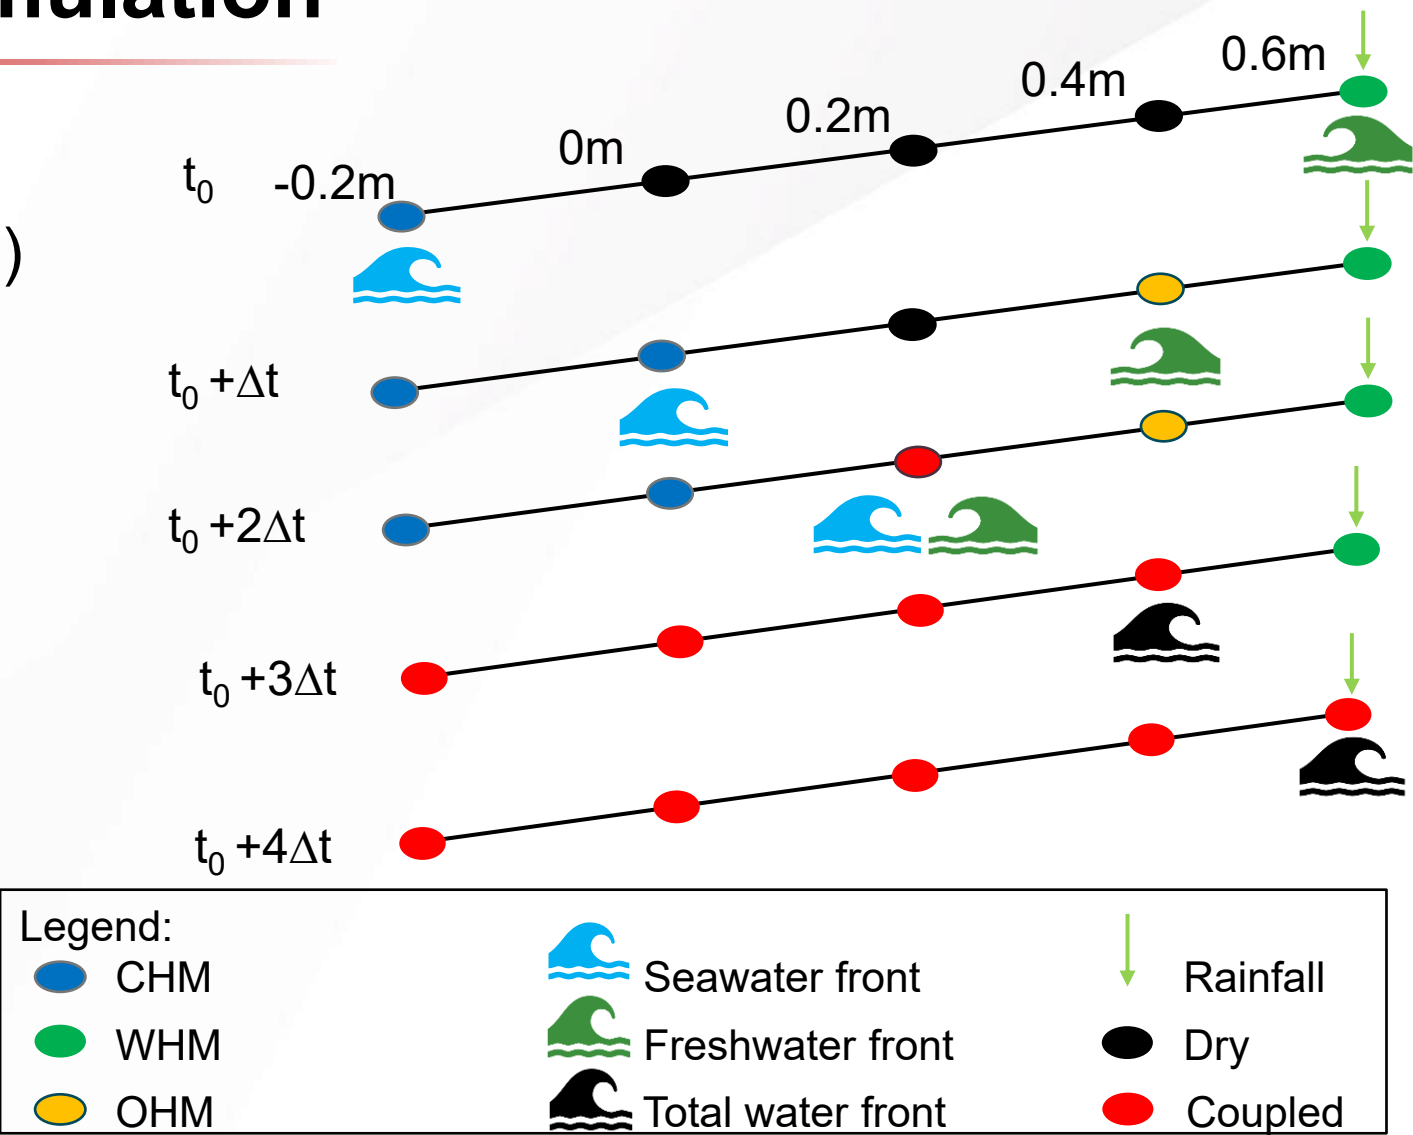 )
0.6m
0.4m
0.2m
0m
-0.2m
t0
t0 +Δt
t0 +2Δt
t0 +3Δt
t0 +4Δt
Legend:
CHM
WHM
OHM
Seawater front
Freshwater front
Total water front
Rainfall
Dry
Coupled